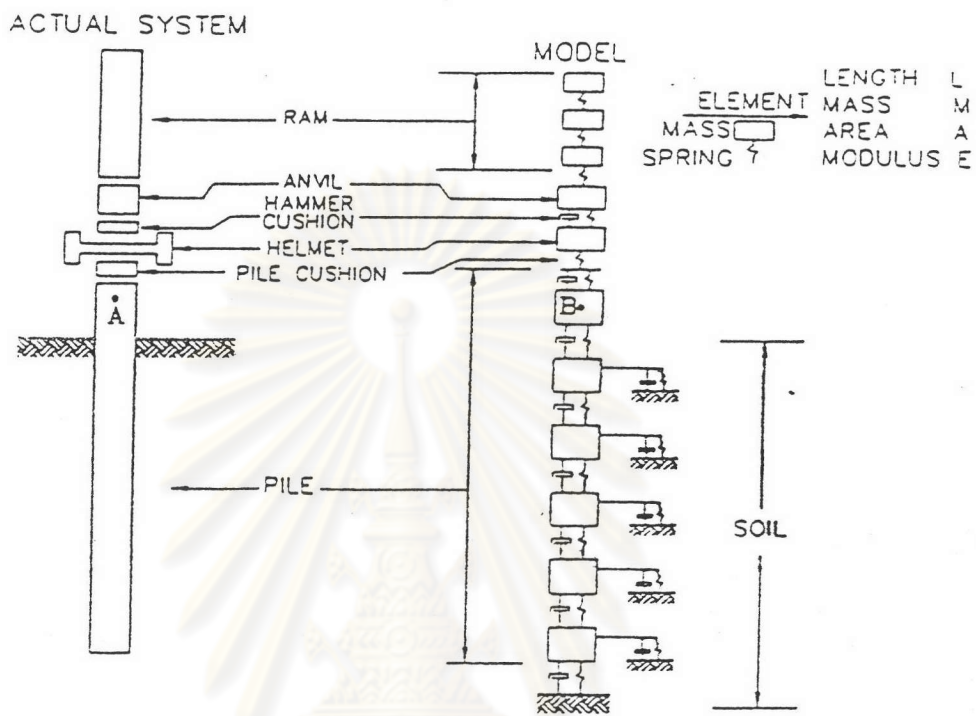 ACTUAL SYSTEM
MODEL
LENGTH L
ELEMENT MASS M
MASS AREA A
SPRING MODULUS E
RAM
ANVIL
HAMMER
CUSHION
HELMET
PILE CUSHION
A
B
PILE
SOIL